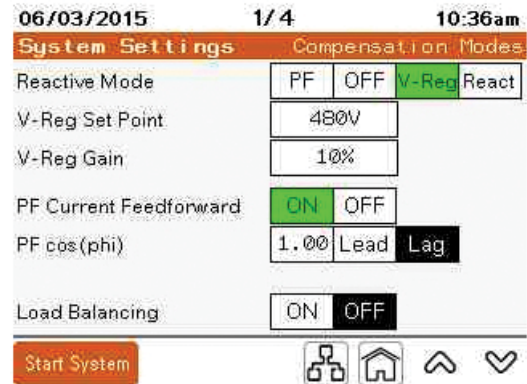 06/03/2015 1/4 10:36am
System Settings Compensation Modes
Reactive Mode PF OFF V-Reg React
V-Reg Set Point 480V
V-Reg Gain 10%
PF Current Feedforward ON OFF
PF cos(phi) 1.00 Lead Lag
Load Balancing ON OFF
Start System